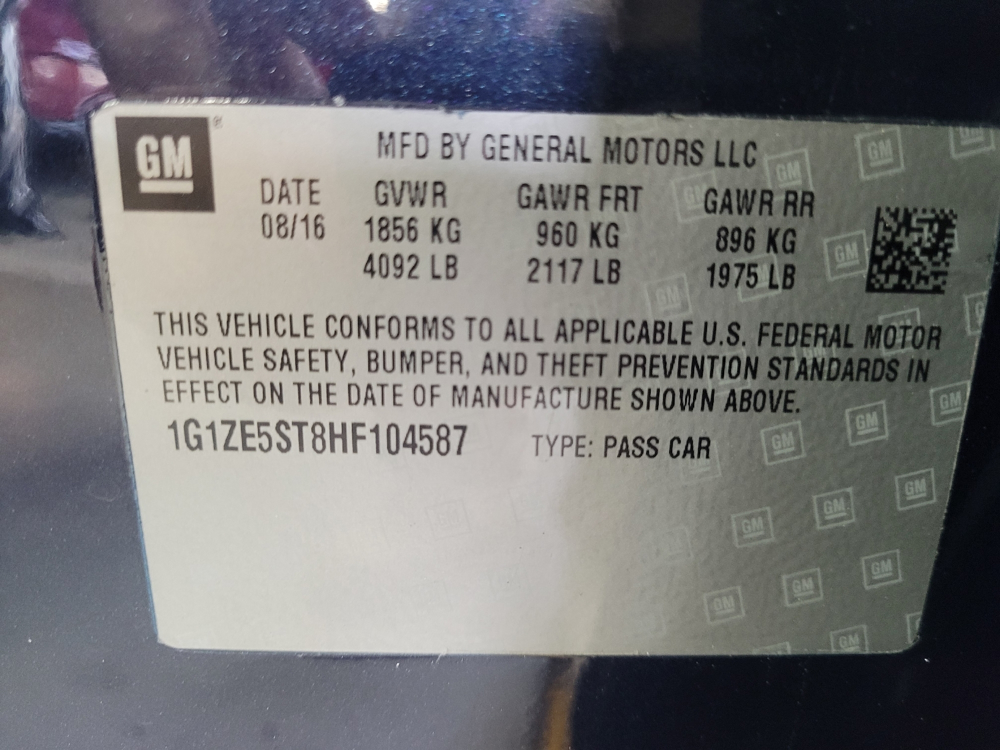 GM®
MFD BY GENERAL MOTORS LLC
DATE GVWR GAWR FRT GAWR RR
08/16 1856 KG 960 KG 896 KG
4092 LB 2117 LB 1975 LB
THIS VEHICLE CONFORMS TO ALL APPLICABLE U.S. FEDERAL MOTOR
VEHICLE SAFETY, BUMPER, AND THEFT PREVENTION STANDARDS IN
EFFECT ON THE DATE OF MANUFACTURE SHOWN ABOVE.
1G1ZE5ST8HF104587 TYPE: PASS CAR